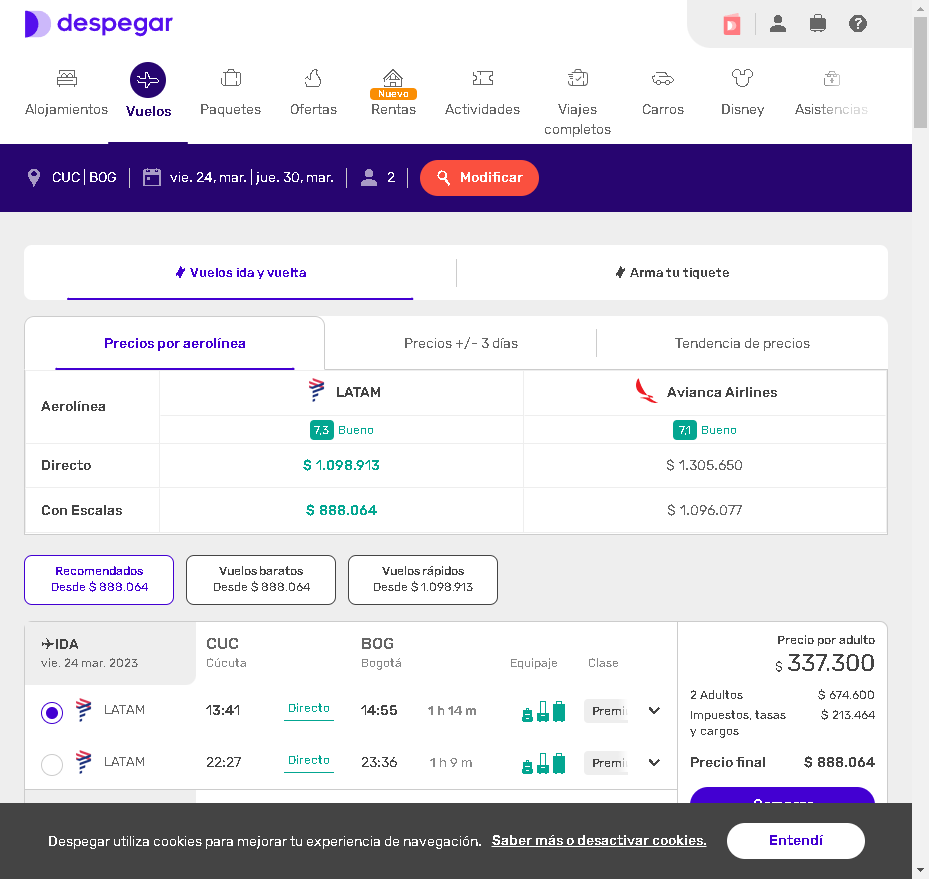 despegar
Alojamientos
Vuelos
Paquetes
Ofertas
Nuevo
Rentas
Actividades
Viajes
completos
Carros
Disney
Asistencias
CUC | BOG
vie. 24, mar. | jue. 30, mar.
2
Modificar
Vuelos ida y vuelta
Arma tu tiquete
Precios por aerolínea
Precios +/- 3 días
Tendencia de precios
Aerolínea
LATAM
Avianca Airlines
7,3 Bueno
7,1 Bueno
Directo
$ 1.098.913
$ 1.305.650
Con Escalas
$ 888.064
$ 1.096.077
Recomendados
Desde $ 888.064
Vuelos baratos
Desde $ 888.064
Vuelos rápidos
Desde $ 1.098.913
IDA
vie. 24 mar. 2023
CUC
Cúcuta
BOG
Bogotá
Equipaje
Clase
LATAM
13:41
Directo
14:55
1 h 14 m
Premi
LATAM
22:27
Directo
23:36
1 h 9 m
Premi
Precio por adulto
$ 337.300
2 Adultos
$ 674.600
Impuestos, tasas
y cargos
$ 213.464
Precio final
$ 888.064
Despegar utiliza cookies para mejorar tu experiencia de navegación.
Saber más o desactivar cookies.
Entendí